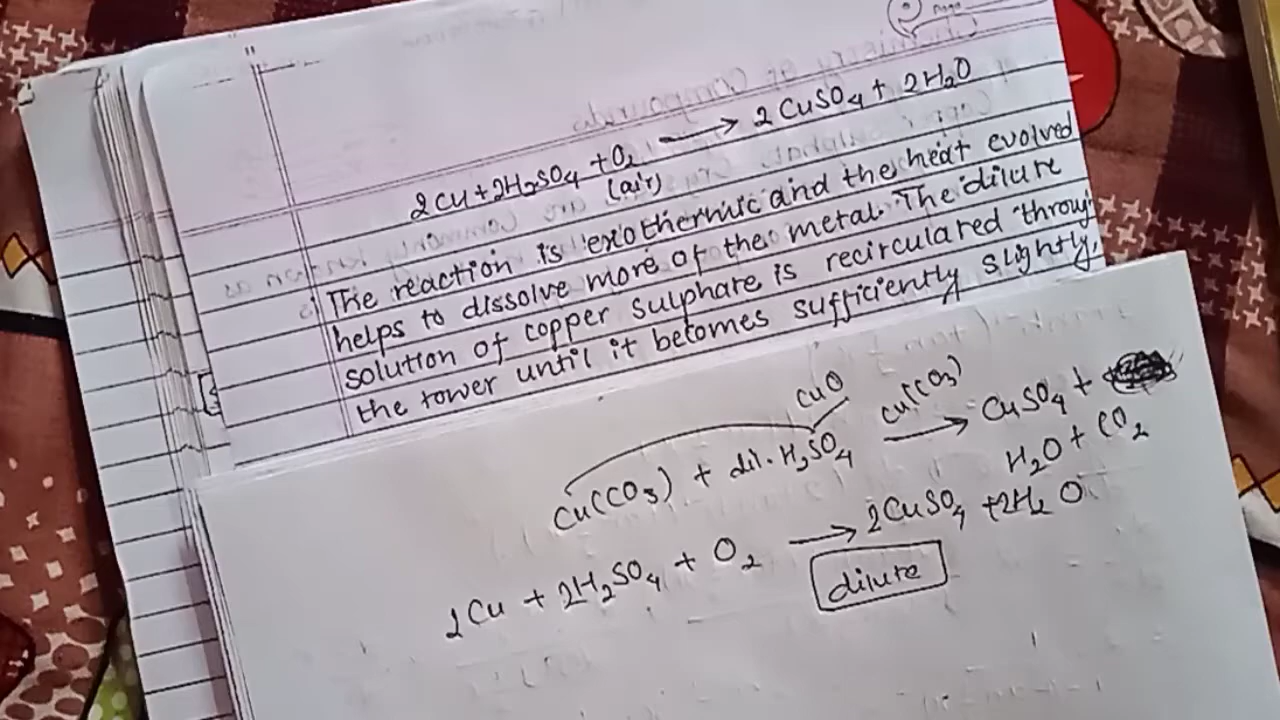 2Cu + 2H₂SO₄ + O₂ ⟶ 2 CuSO₄ + 2H₂O
(air)
The reaction is exothermic and the heat evolved
helps to dissolve more of the metal. The dilute
solution of copper sulphate is recirculated throu
the tower until it becomes sufficiently slightly,
CuO
Cu(CO₃) + dil. H₂SO₄ Cu(CO₃) ⟶ CuSO₄ +
H₂O + CO₂
2Cu + 2H₂SO₄ + O₂ ⟶ 2CuSO₄ + 2H₂O
dilute